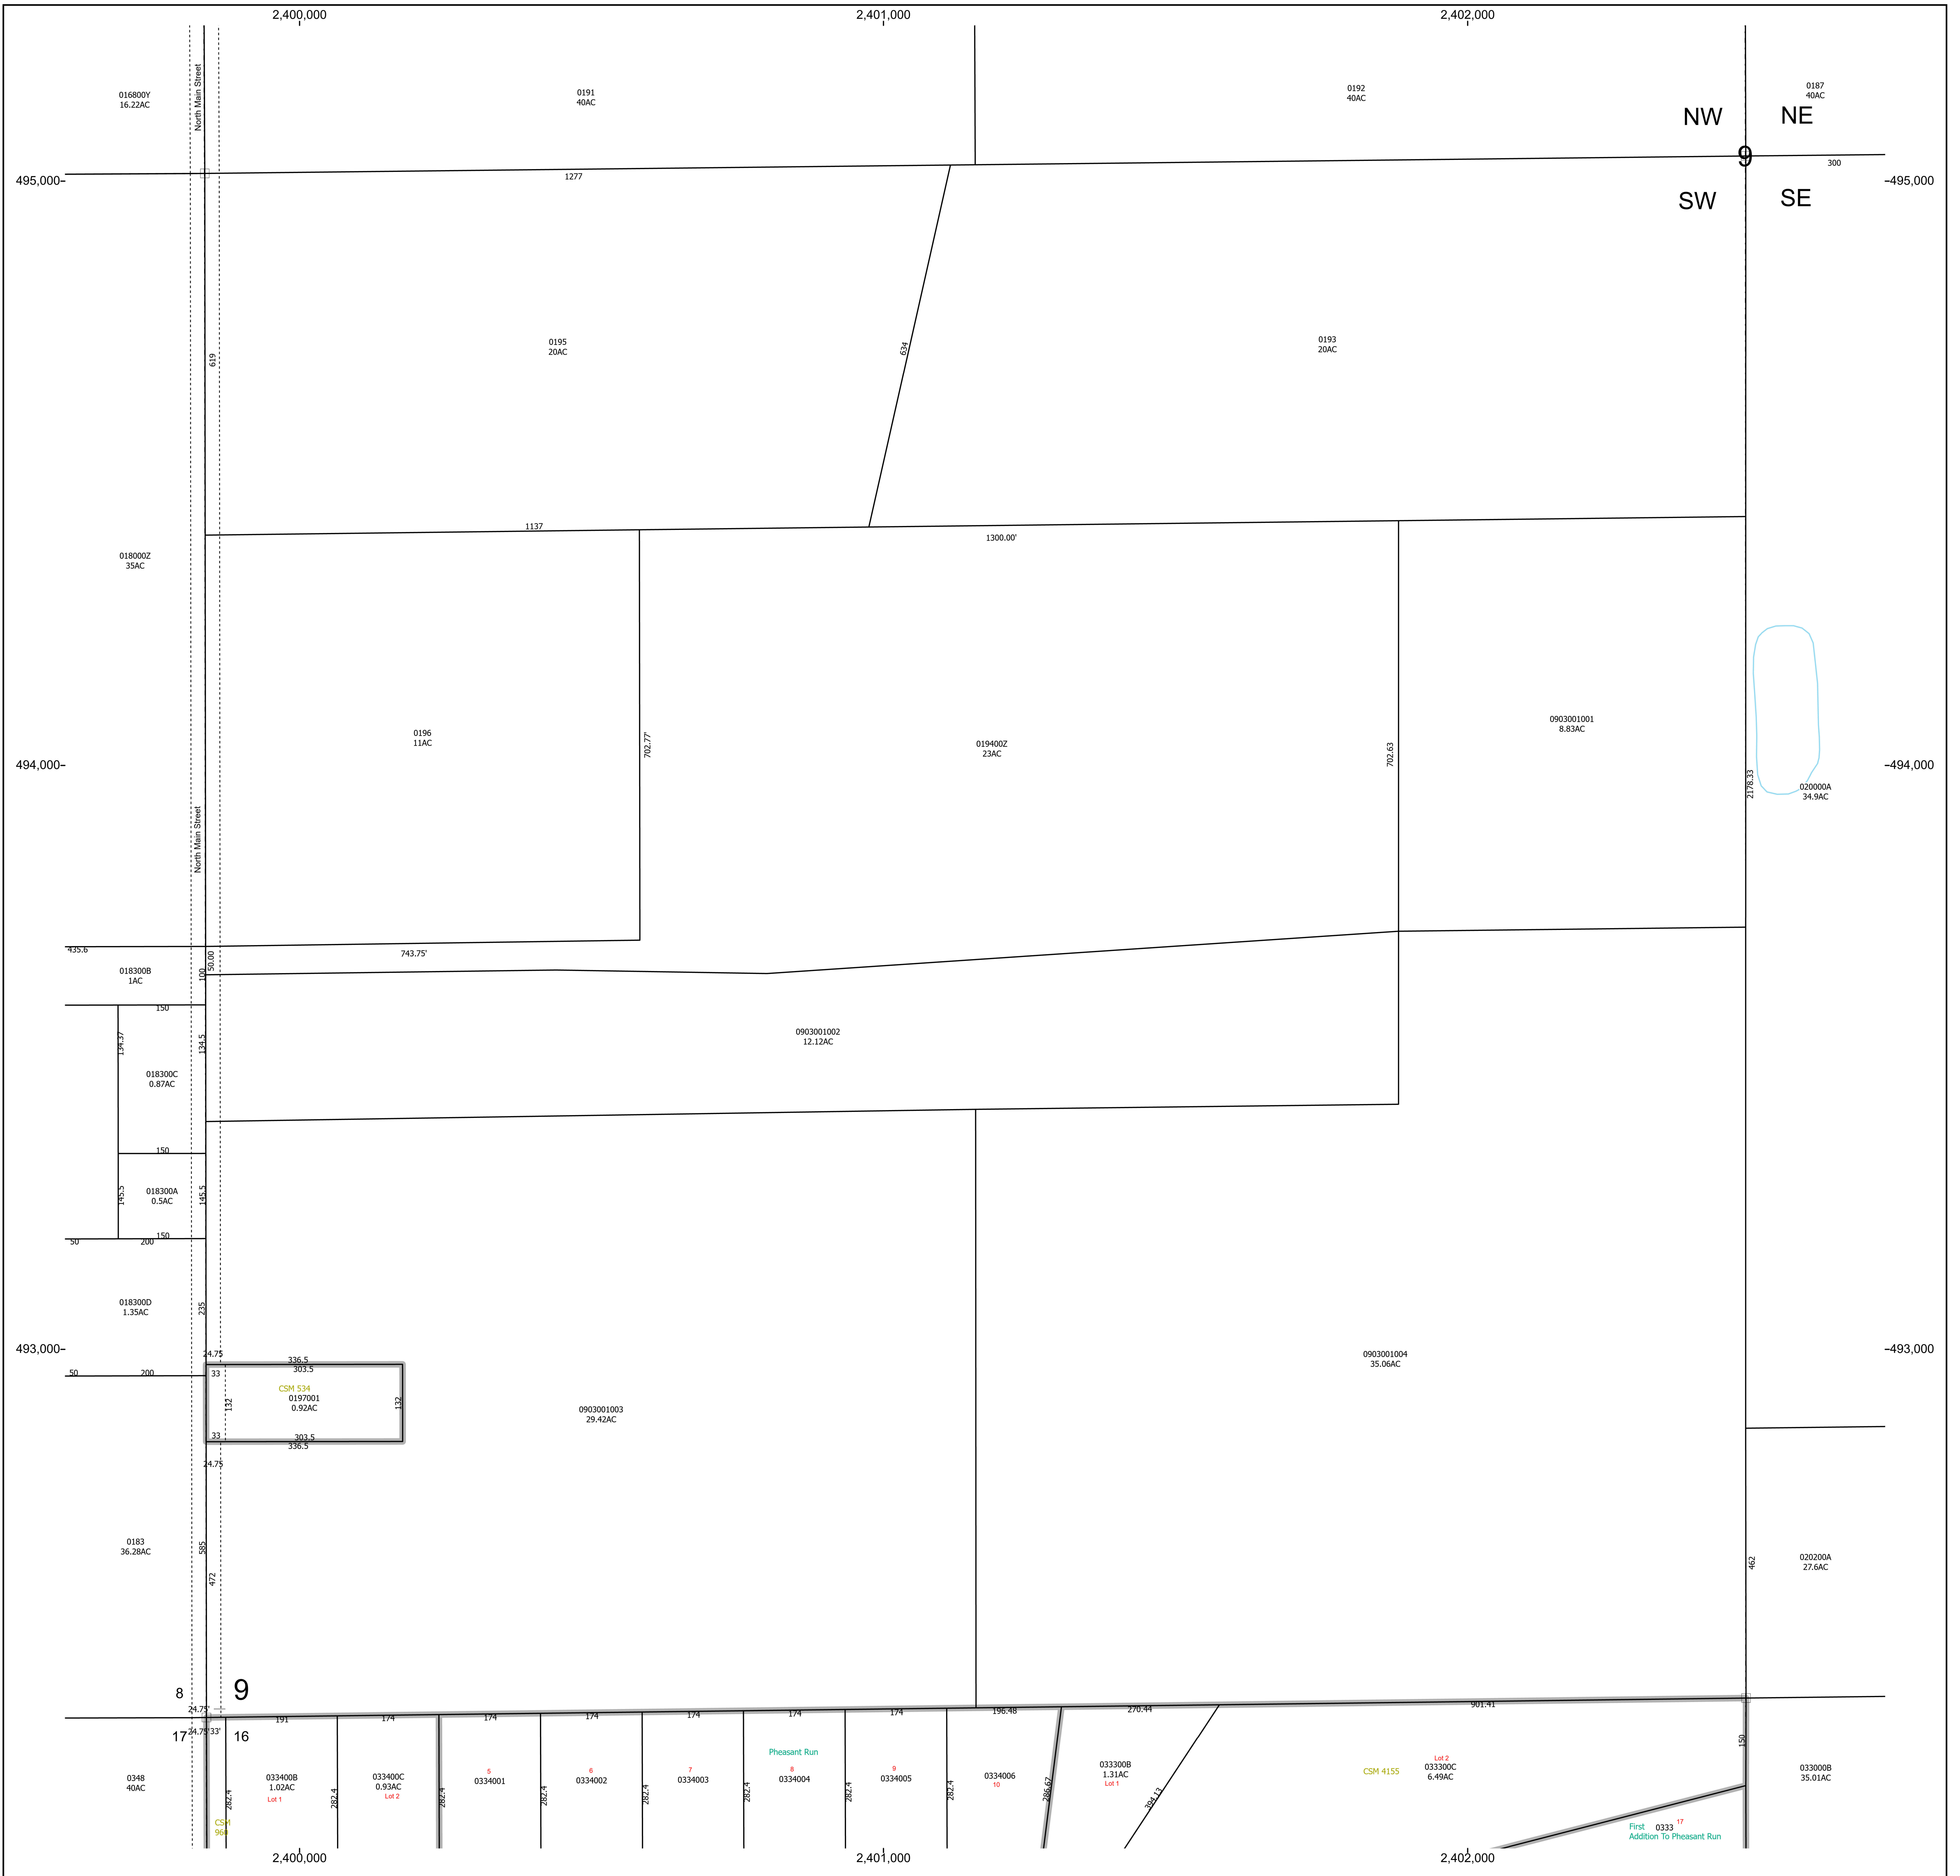 2,400,000
2,401,000
2,402,000
016800Y
16.22AC
North Main Street
0191
40AC
0192
40AC
0187
40AC
NW
NE
9
495,000
1277
300
495,000
SW
SE
619
0195
20AC
634
0193
20AC
1137
1300.00'
018000Z
35AC
0196
11AC
702.77'
019400Z
23AC
702.63
0903001001
8.83AC
494,000
2178.33
020000A
34.9AC
494,000
North Main Street
435.6
743.75'
50.00
100
018300B
1AC
150
134.37
134.5
0903001002
12.12AC
018300C
0.87AC
150
145.5
018300A
0.5AC
145.5
150
50
200
018300D
1.35AC
235
493,000
24.75
336.5
303.5
33
50
200
CSM 534
0197001
0.92AC
132
132
0903001003
29.42AC
0903001004
35.06AC
493,000
33
303.5
336.5
24.75
0183
36.28AC
585
472
462
020200A
27.6AC
8
9
24.75'
17
24.75'
33'
16
191
174
174
174
174
174
174
196.48
270.44
901.41
150
0348
40AC
033400B
1.02AC
Lot 1
033400C
0.93AC
Lot 2
5
0334001
6
0334002
7
0334003
Pheasant Run
8
0334004
9
0334005
0334006
10
033300B
1.31AC
Lot 1
CSM 4155
Lot 2
033300C
6.49AC
033000B
35.01AC
282.4
282.4
282.4
282.4
282.4
282.4
282.4
282.4
286.67
394.13
CSM
960
First
Addition To Pheasant Run
0333
17
2,400,000
2,401,000
2,402,000